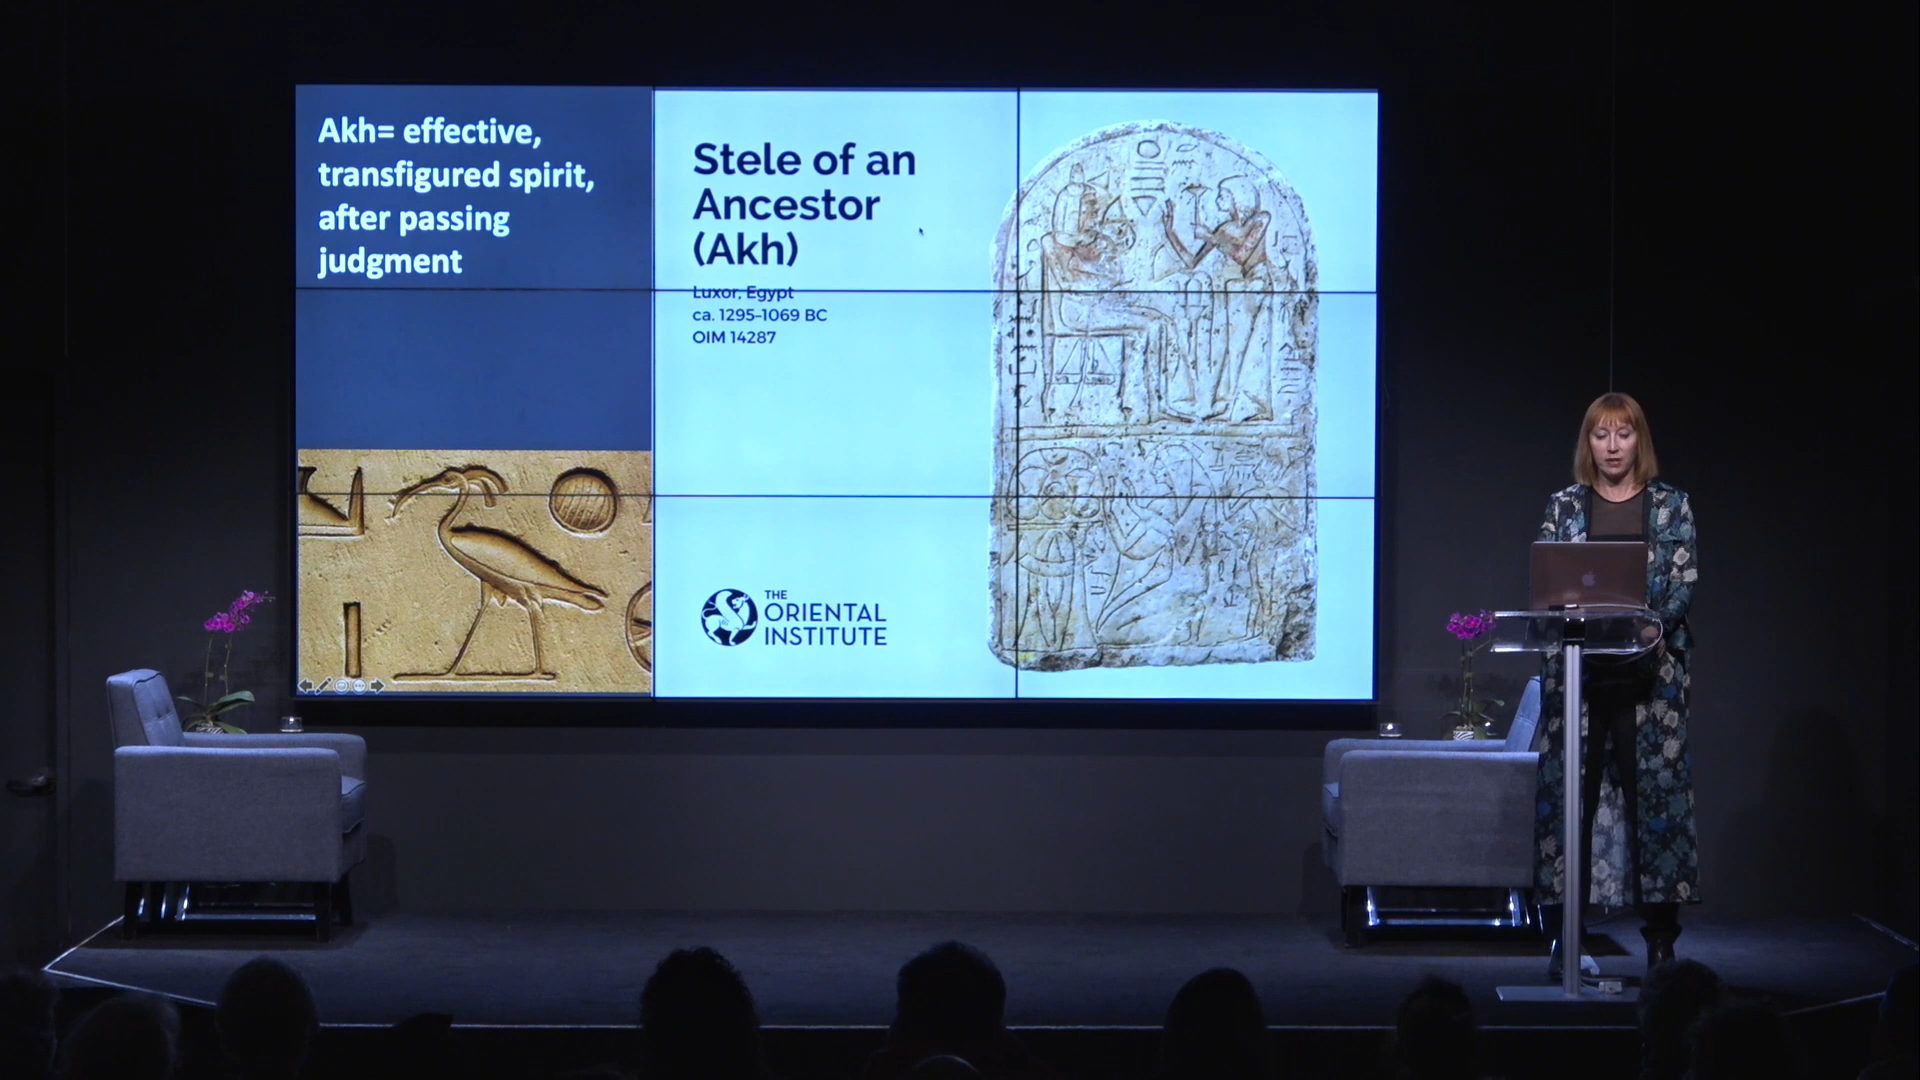 Akh= effective,
transfigured spirit,
after passing
judgment
Stele of an
Ancestor
(Akh)
Luxor, Egypt
ca. 1295–1069 BC
OIM 14287
THE
ORIENTAL
INSTITUTE